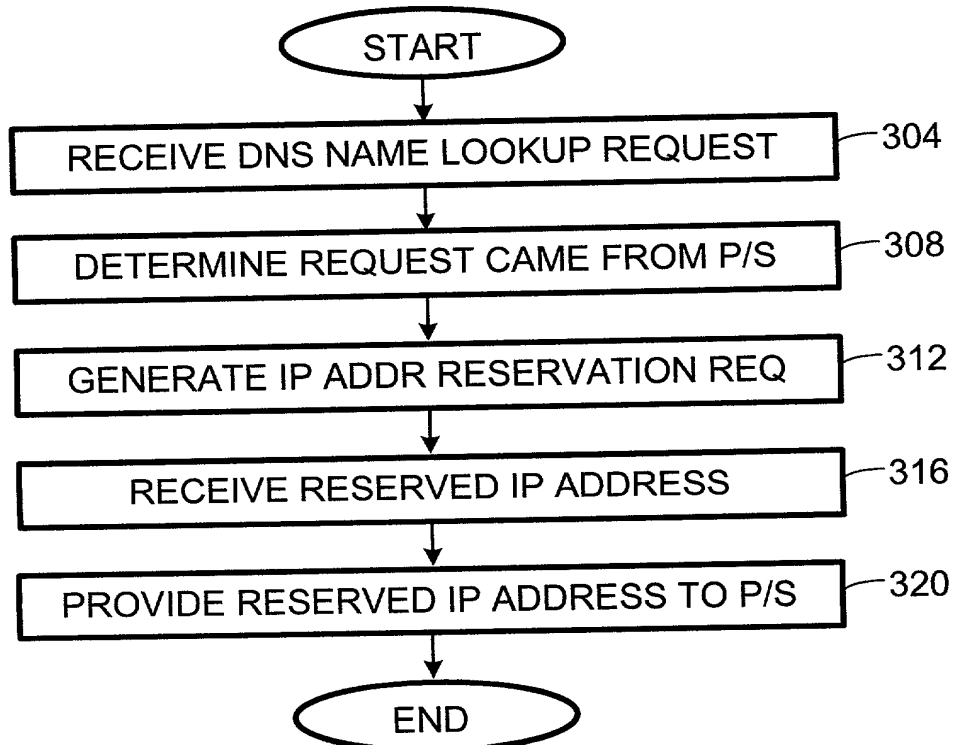 START
RECEIVE DNS NAME LOOKUP REQUEST
304
DETERMINE REQUEST CAME FROM P/S
308
GENERATE IP ADDR RESERVATION REQ
312
RECEIVE RESERVED IP ADDRESS
316
PROVIDE RESERVED IP ADDRESS TO P/S
320
END